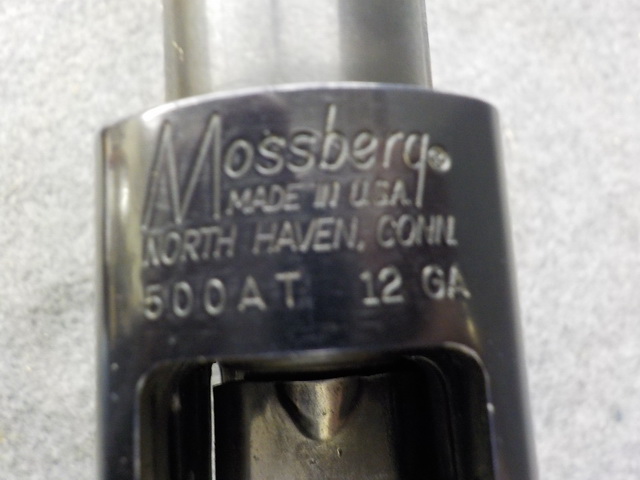 Mossberg®
MADE IN U.S.A.
NORTH HAVEN, CONN.
500AT 12 GA